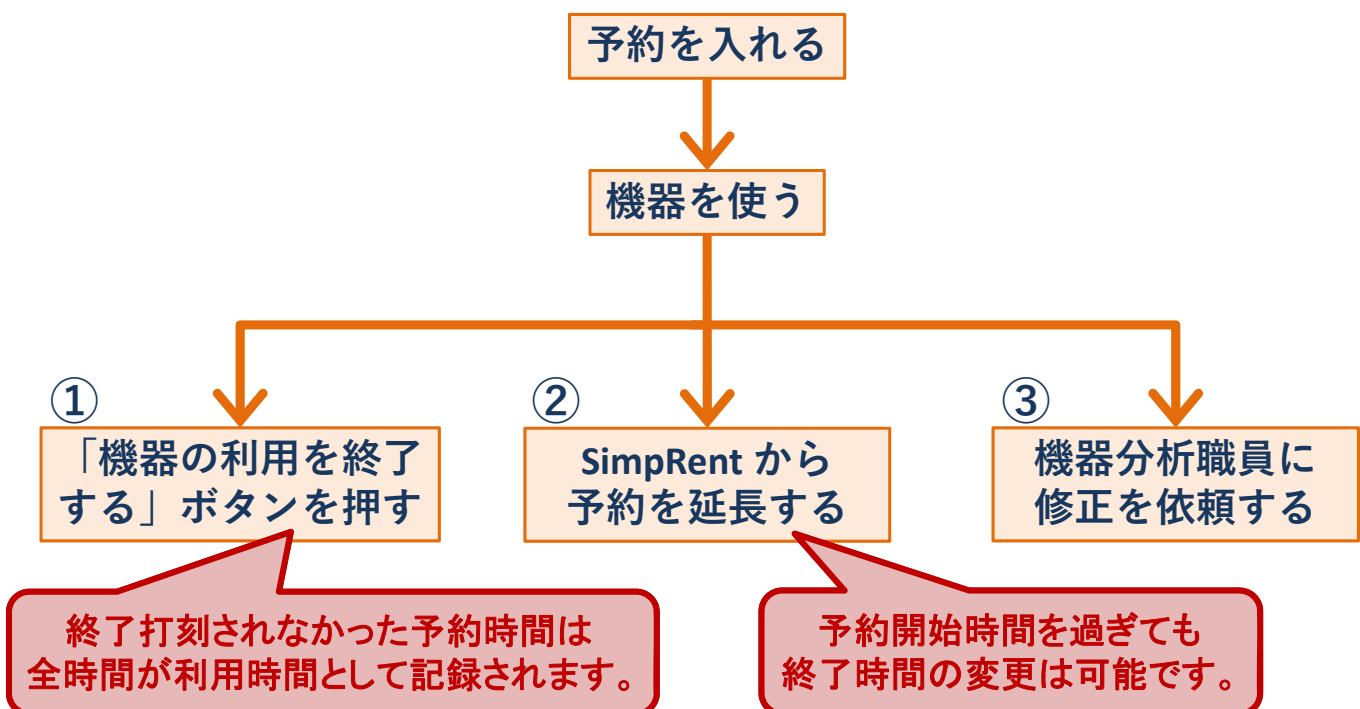 予約を入れる
機器を使う
①
「機器の利用を終了
する」ボタンを押す
②
SimpRent から
予約を延長する
③
機器分析職員に
修正を依頼する
終了打刻されなかった予約時間は
全時間が利用時間として記録されます。
予約開始時間を過ぎても
終了時間の変更は可能です。